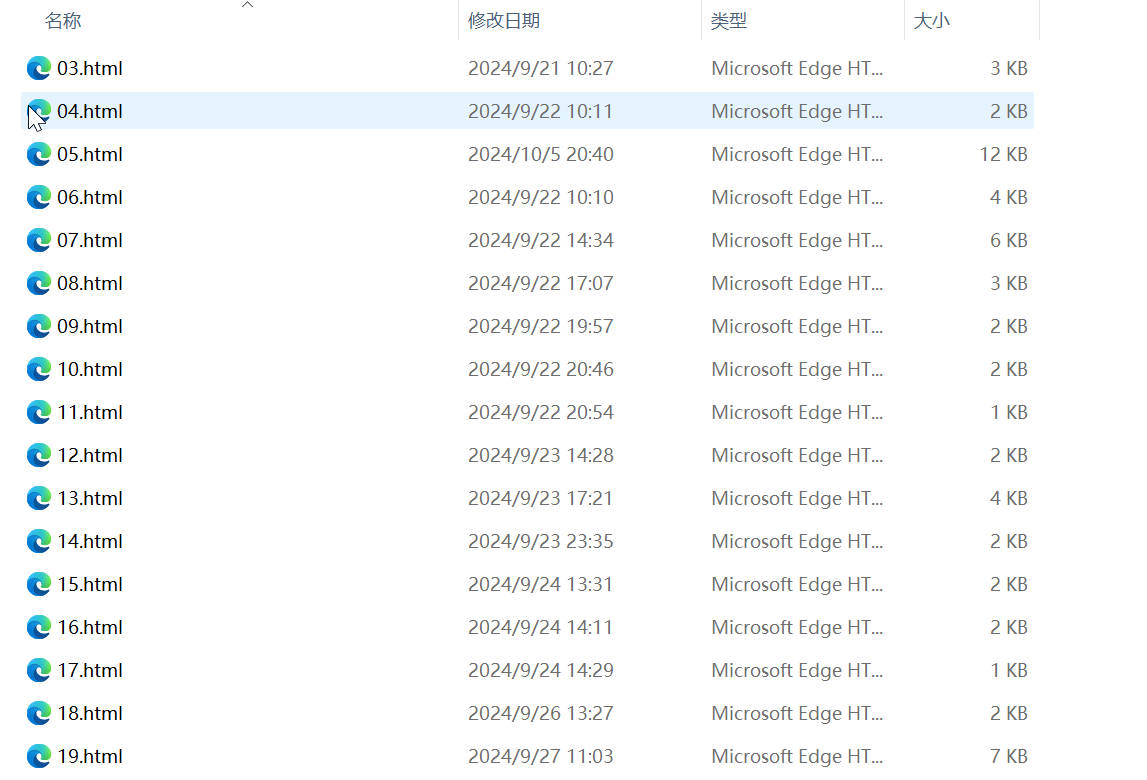 名称 修改日期 类型 大小
03.html 2024/9/21 10:27 Microsoft Edge HT... 3 KB
04.html 2024/9/22 10:11 Microsoft Edge HT... 2 KB
05.html 2024/10/5 20:40 Microsoft Edge HT... 12 KB
06.html 2024/9/22 10:10 Microsoft Edge HT... 4 KB
07.html 2024/9/22 14:34 Microsoft Edge HT... 6 KB
08.html 2024/9/22 17:07 Microsoft Edge HT... 3 KB
09.html 2024/9/22 19:57 Microsoft Edge HT... 2 KB
10.html 2024/9/22 20:46 Microsoft Edge HT... 2 KB
11.html 2024/9/22 20:54 Microsoft Edge HT... 1 KB
12.html 2024/9/23 14:28 Microsoft Edge HT... 2 KB
13.html 2024/9/23 17:21 Microsoft Edge HT... 4 KB
14.html 2024/9/23 23:35 Microsoft Edge HT... 2 KB
15.html 2024/9/24 13:31 Microsoft Edge HT... 2 KB
16.html 2024/9/24 14:11 Microsoft Edge HT... 2 KB
17.html 2024/9/24 14:29 Microsoft Edge HT... 1 KB
18.html 2024/9/26 13:27 Microsoft Edge HT... 2 KB
19.html 2024/9/27 11:03 Microsoft Edge HT... 7 KB